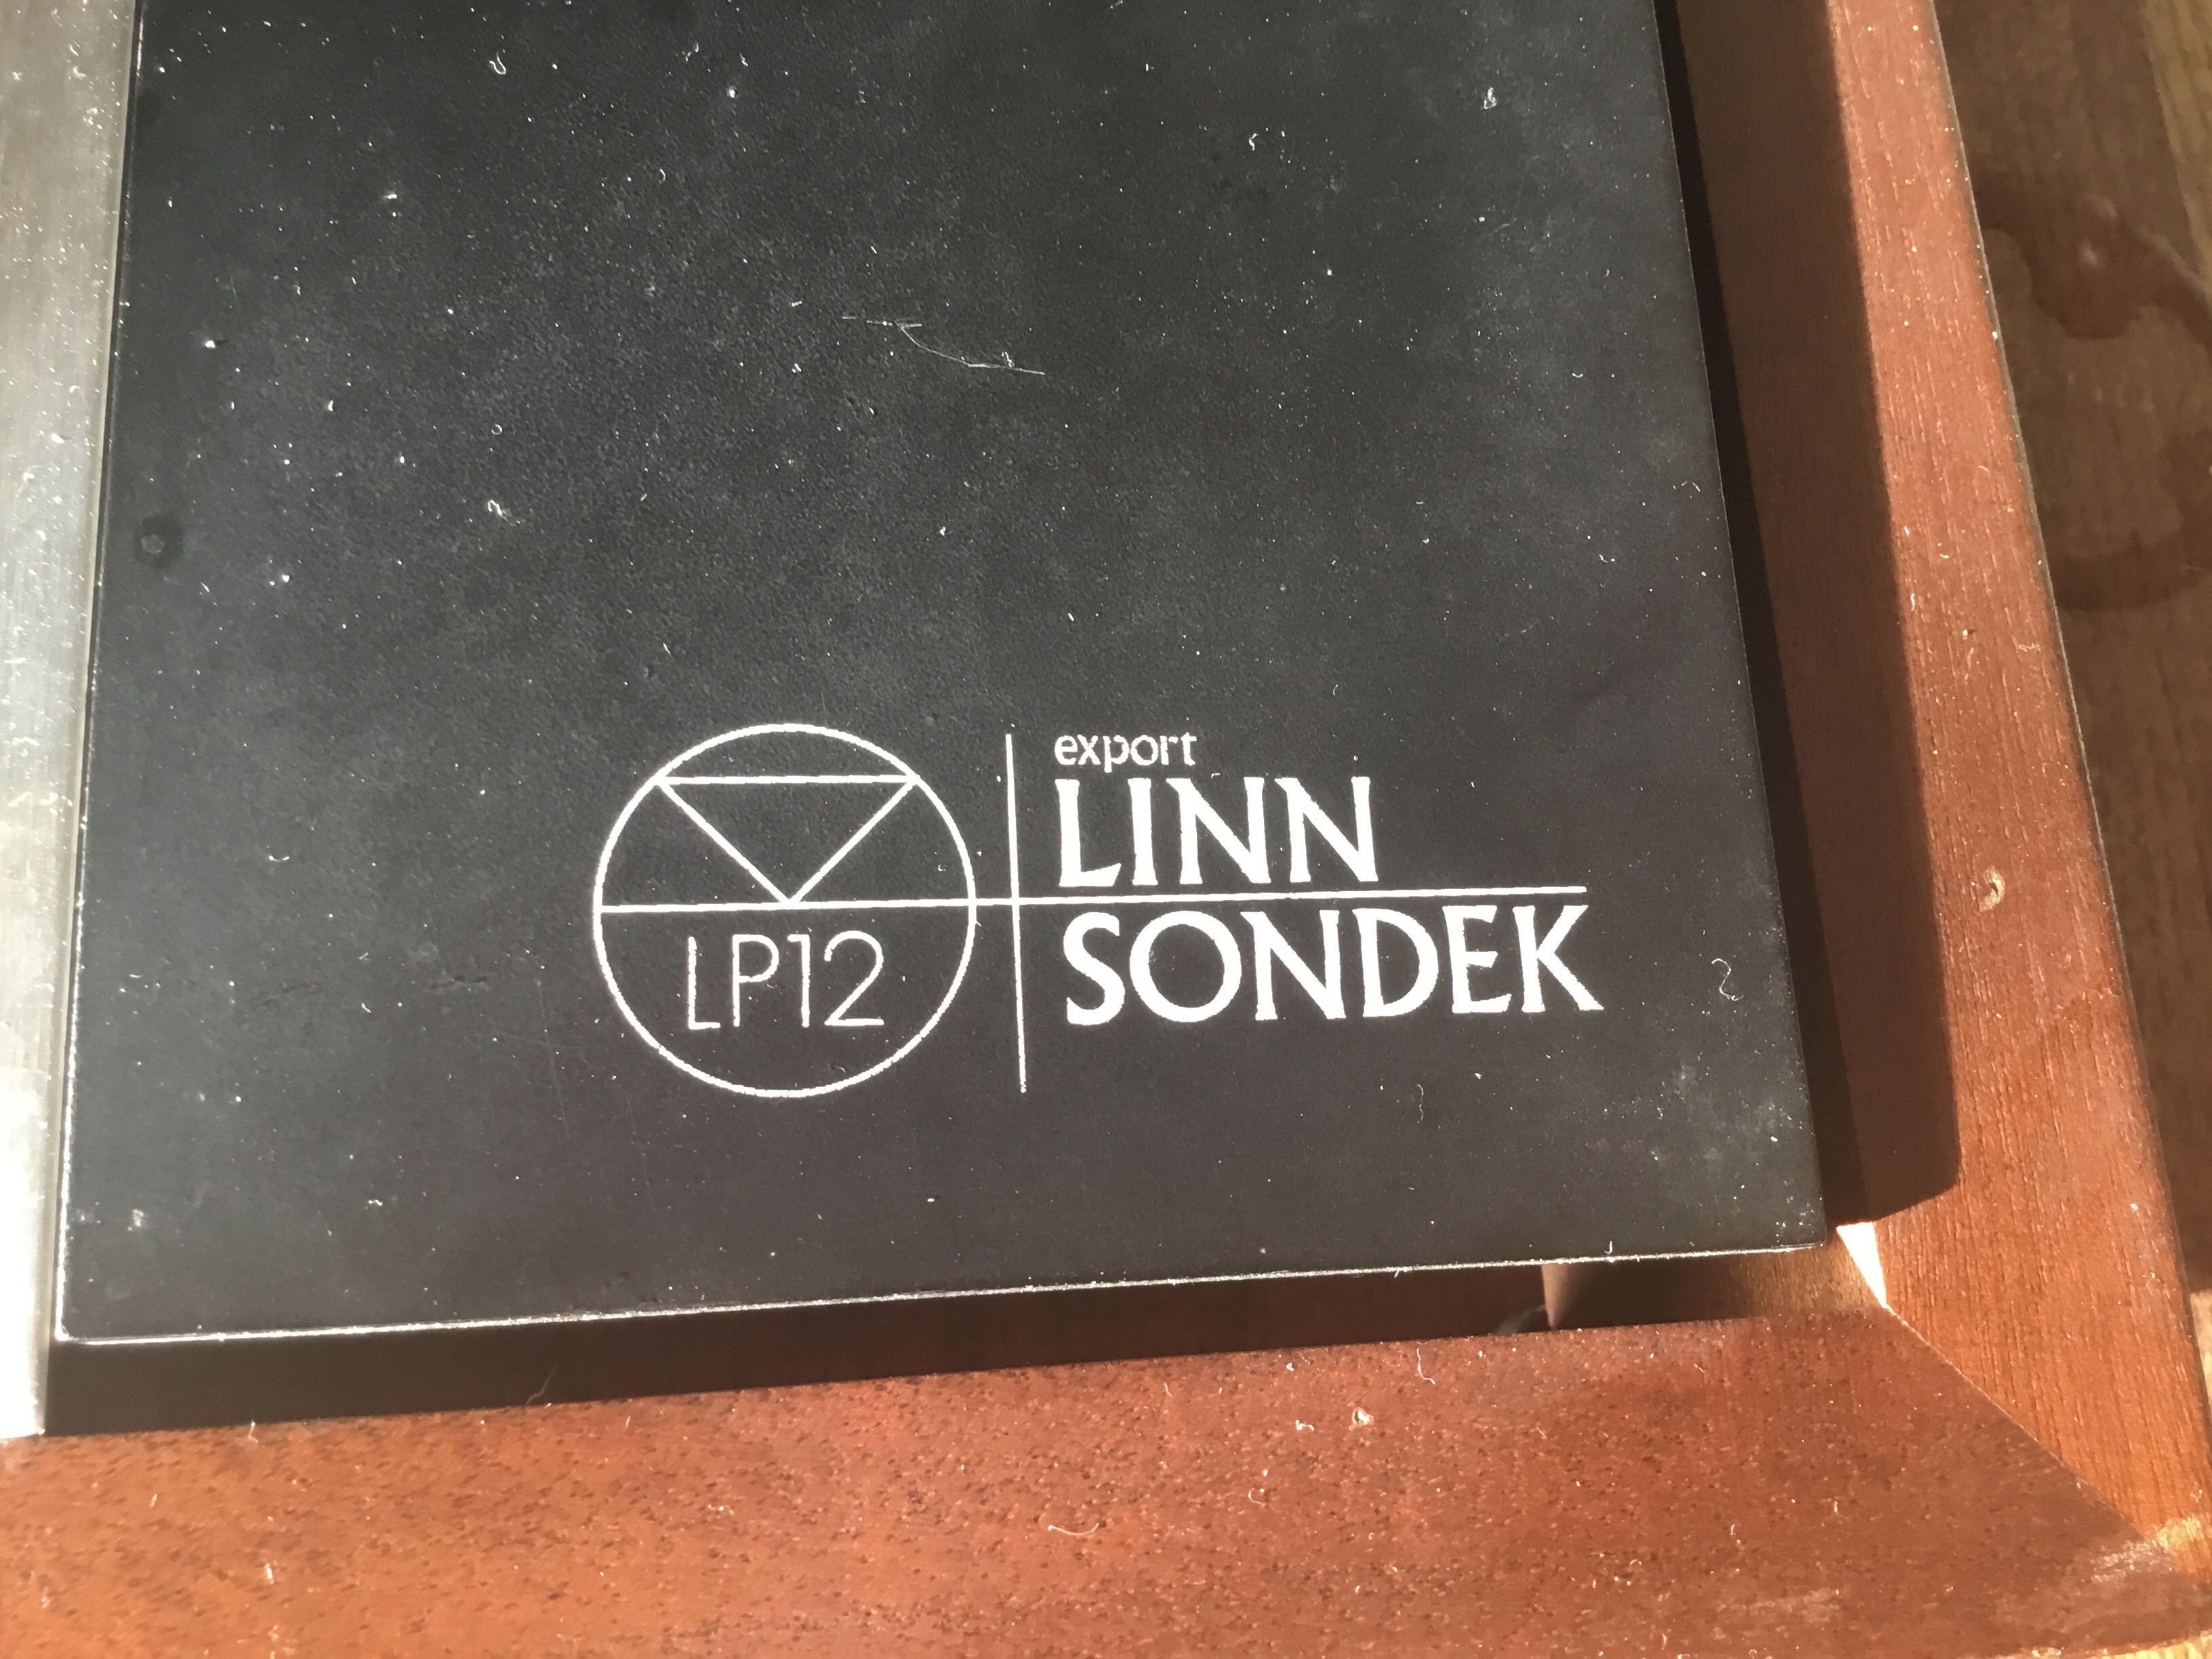 LP12
export
LINN
SONDEK